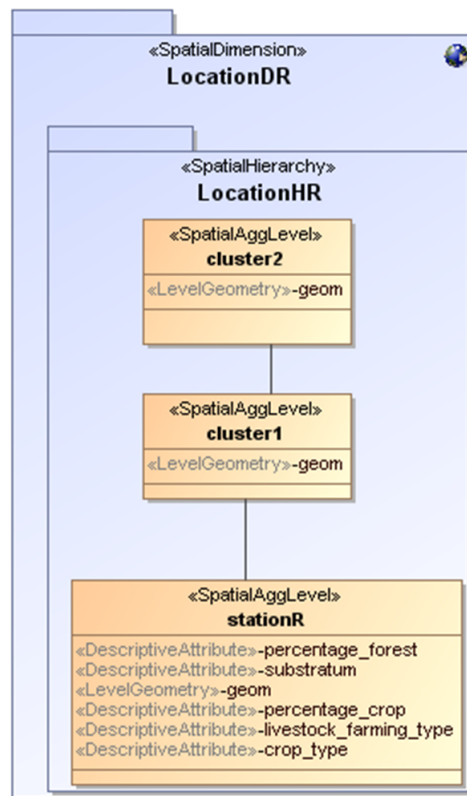 «SpatialDimension»
LocationDR
«SpatialHierarchy»
LocationHR
«SpatialAggLevel»
cluster2
«LevelGeometry»-geom
«SpatialAggLevel»
cluster1
«LevelGeometry»-geom
«SpatialAggLevel»
stationR
«DescriptiveAttribute»-percentage_forest
«DescriptiveAttribute»-substratum
«LevelGeometry»-geom
«DescriptiveAttribute»-percentage_crop
«DescriptiveAttribute»-livestock_farming_type
«DescriptiveAttribute»-crop_type